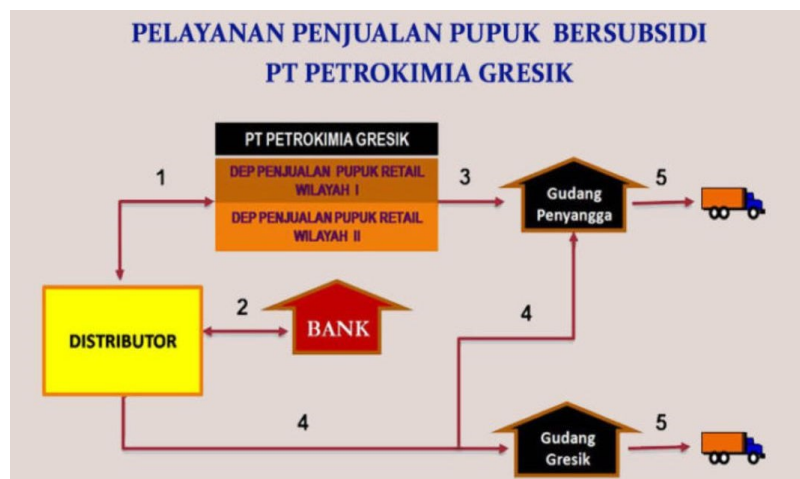 PELAYANAN PENJUALAN PUPUK BERSUBSIDI
PT PETROKIMIA GRESIK
PT PETROKIMIA GRESIK
DEP PENJUALAN PUPUK RETAIL
WILAYAH I
DEP PENJUALAN PUPUK RETAIL
WILAYAH II
1
3
Gudang
Penyangga
5
DISTRIBUTOR
2
BANK
4
4
Gudang
Gresik
5